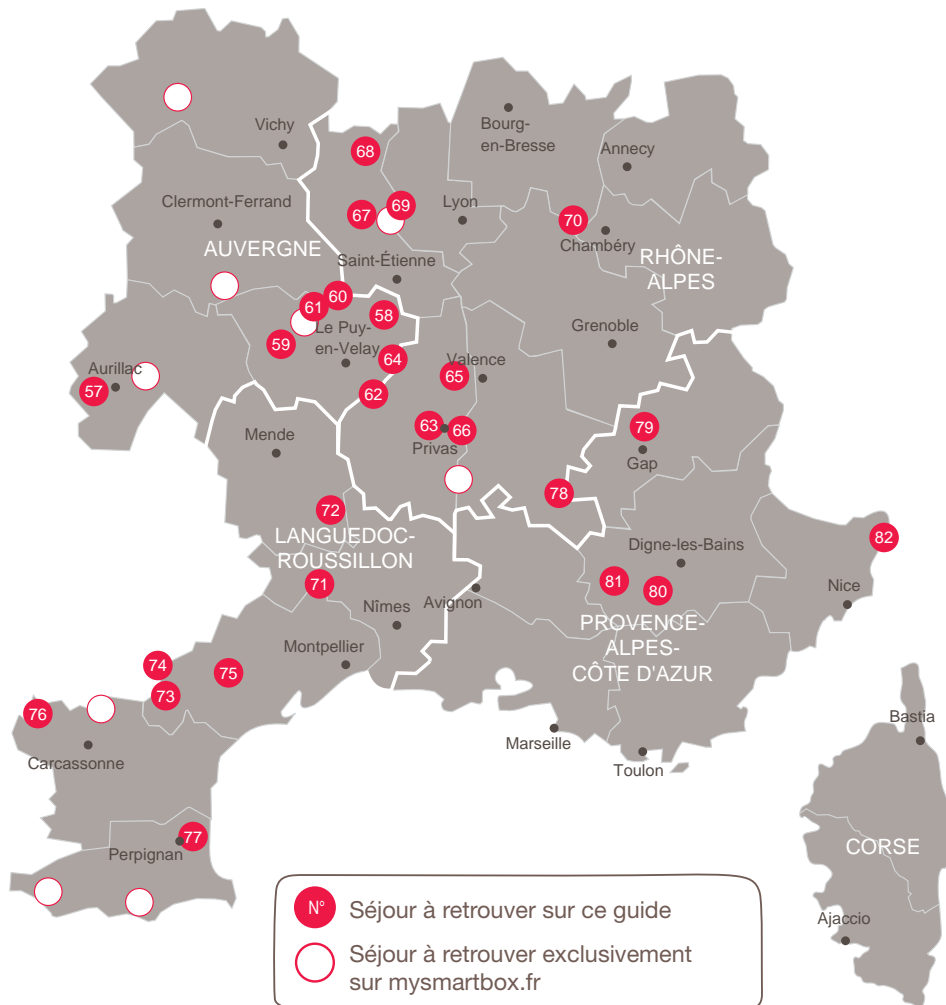 Vichy
Bourg-
en-Bresse
68
Annecy
Clermont-Ferrand
67
69
Lyon
70
Chambéry
AUVERGNE
RHÔNE-
ALPES
Saint-Étienne
61
60
58
Le Puy-
en-Velay
59
Grenoble
64
Valence
65
Aurillac
57
62
63
66
Privas
79
Gap
Mende
78
72
LANGUEDOC-
ROUSSILLON
Digne-les-Bains
82
71
81
80
Nice
Avignon
Nîmes
PROVENCE-
ALPES-
CÔTE D'AZUR
Montpellier
74
75
73
76
Carcassonne
Marseille
Toulon
Bastia
77
Perpignan
CORSE
Ajaccio
N° Séjour à retrouver sur ce guide
Séjour à retrouver exclusivement
sur mysmartbox.fr